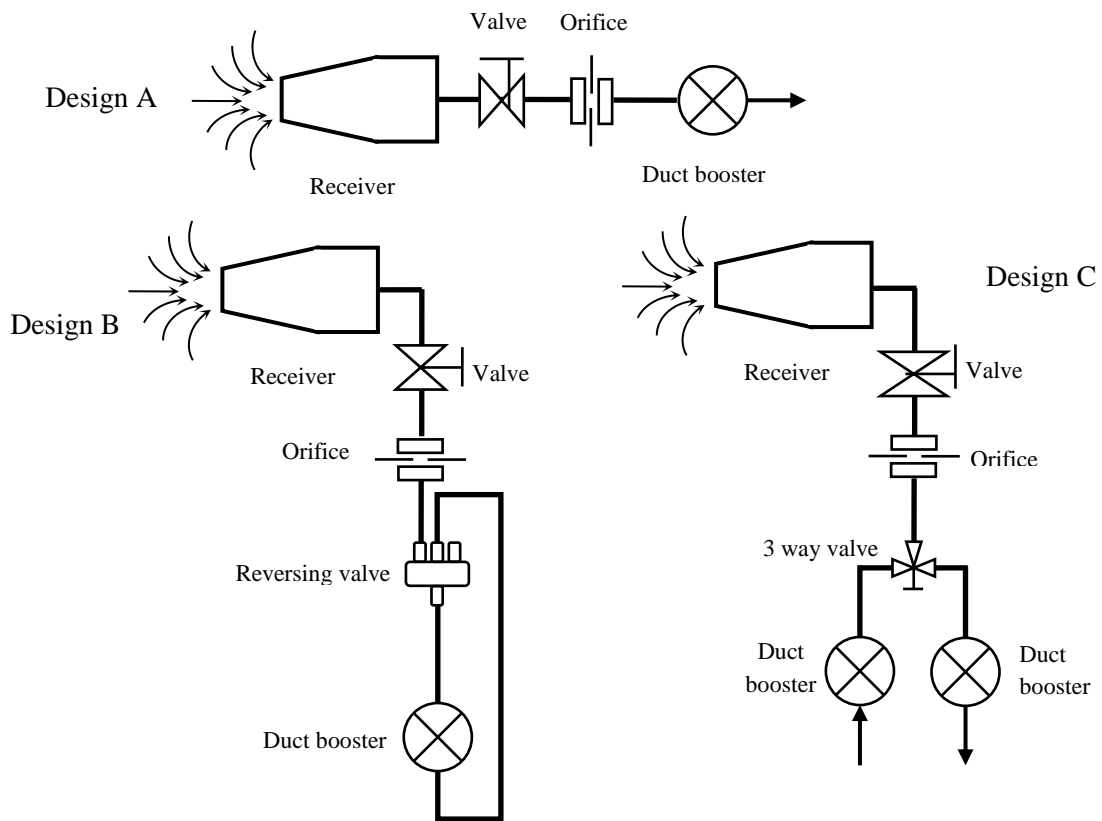 Valve
Orifice
Design A
Receiver
Duct booster
Design B
Receiver
Valve
Orifice
Reversing valve
Duct booster
Design C
Receiver
Valve
Orifice
3 way valve
Duct
booster
Duct
booster